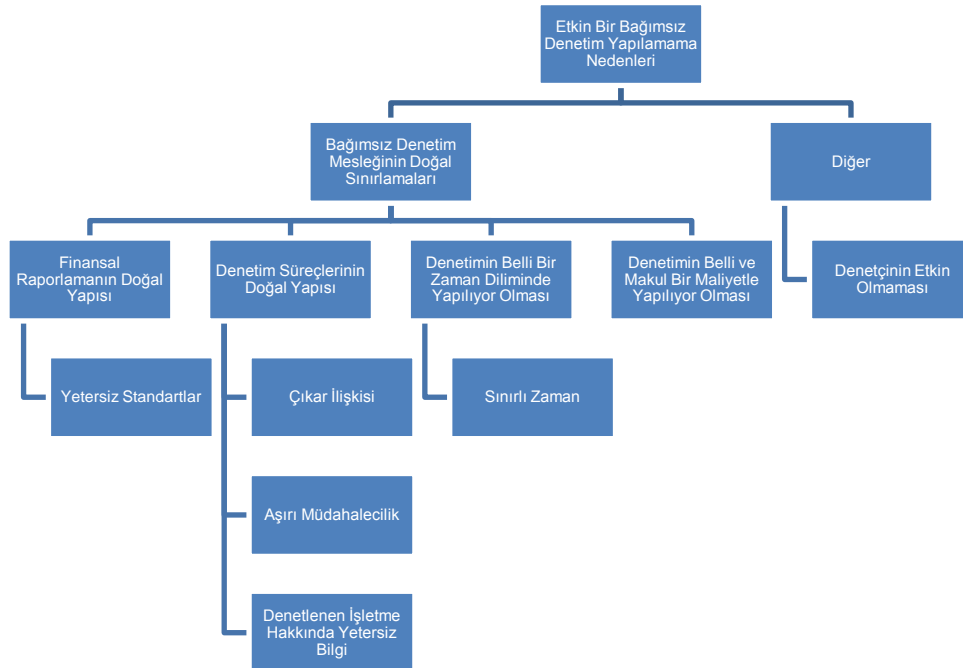 Etkin Bir Bağımsız
Denetim Yapılamama
Nedenleri
Bağımsız Denetim
Mesleğinin Doğal
Sınırlamaları
Diğer
Finansal
Raporlamanın Doğal
Yapısı
Denetim Süreçlerinin
Doğal Yapısı
Denetimin Belli Bir
Zaman Diliminde
Yapılıyor Olması
Denetimin Belli ve
Makul Bir Maliyetle
Yapılıyor Olması
Denetçinin Etkin
Olmaması
Yetersiz Standartlar
Çıkar İlişkisi
Sınırlı Zaman
Aşırı Müdahalecilik
Denetlenen İşletme
Hakkında Yetersiz
Bilgi